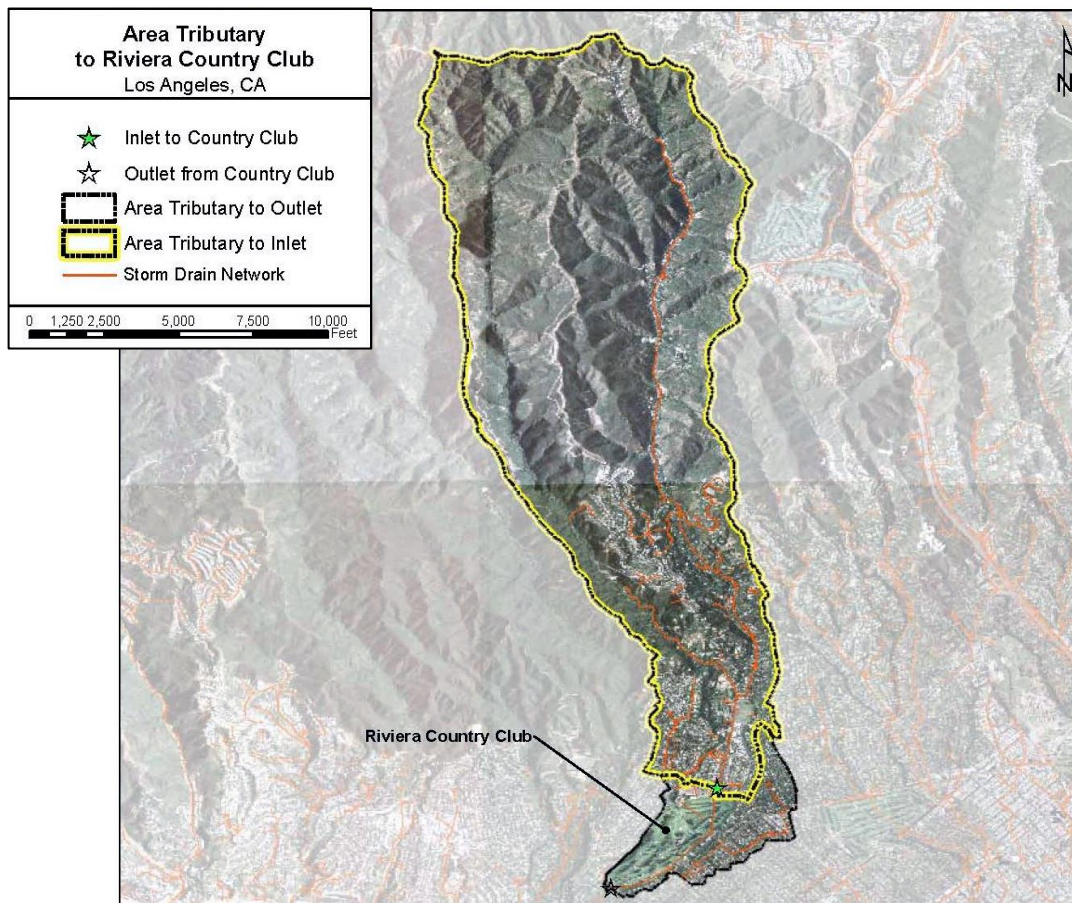 Area Tributary
to Riviera Country Club
Los Angeles, CA
Inlet to Country Club
Outlet from Country Club
Area Tributary to Outlet
Area Tributary to Inlet
Storm Drain Network
0 1,250 2,500 5,000 7,500 10,000
Feet
N
Riviera Country Club